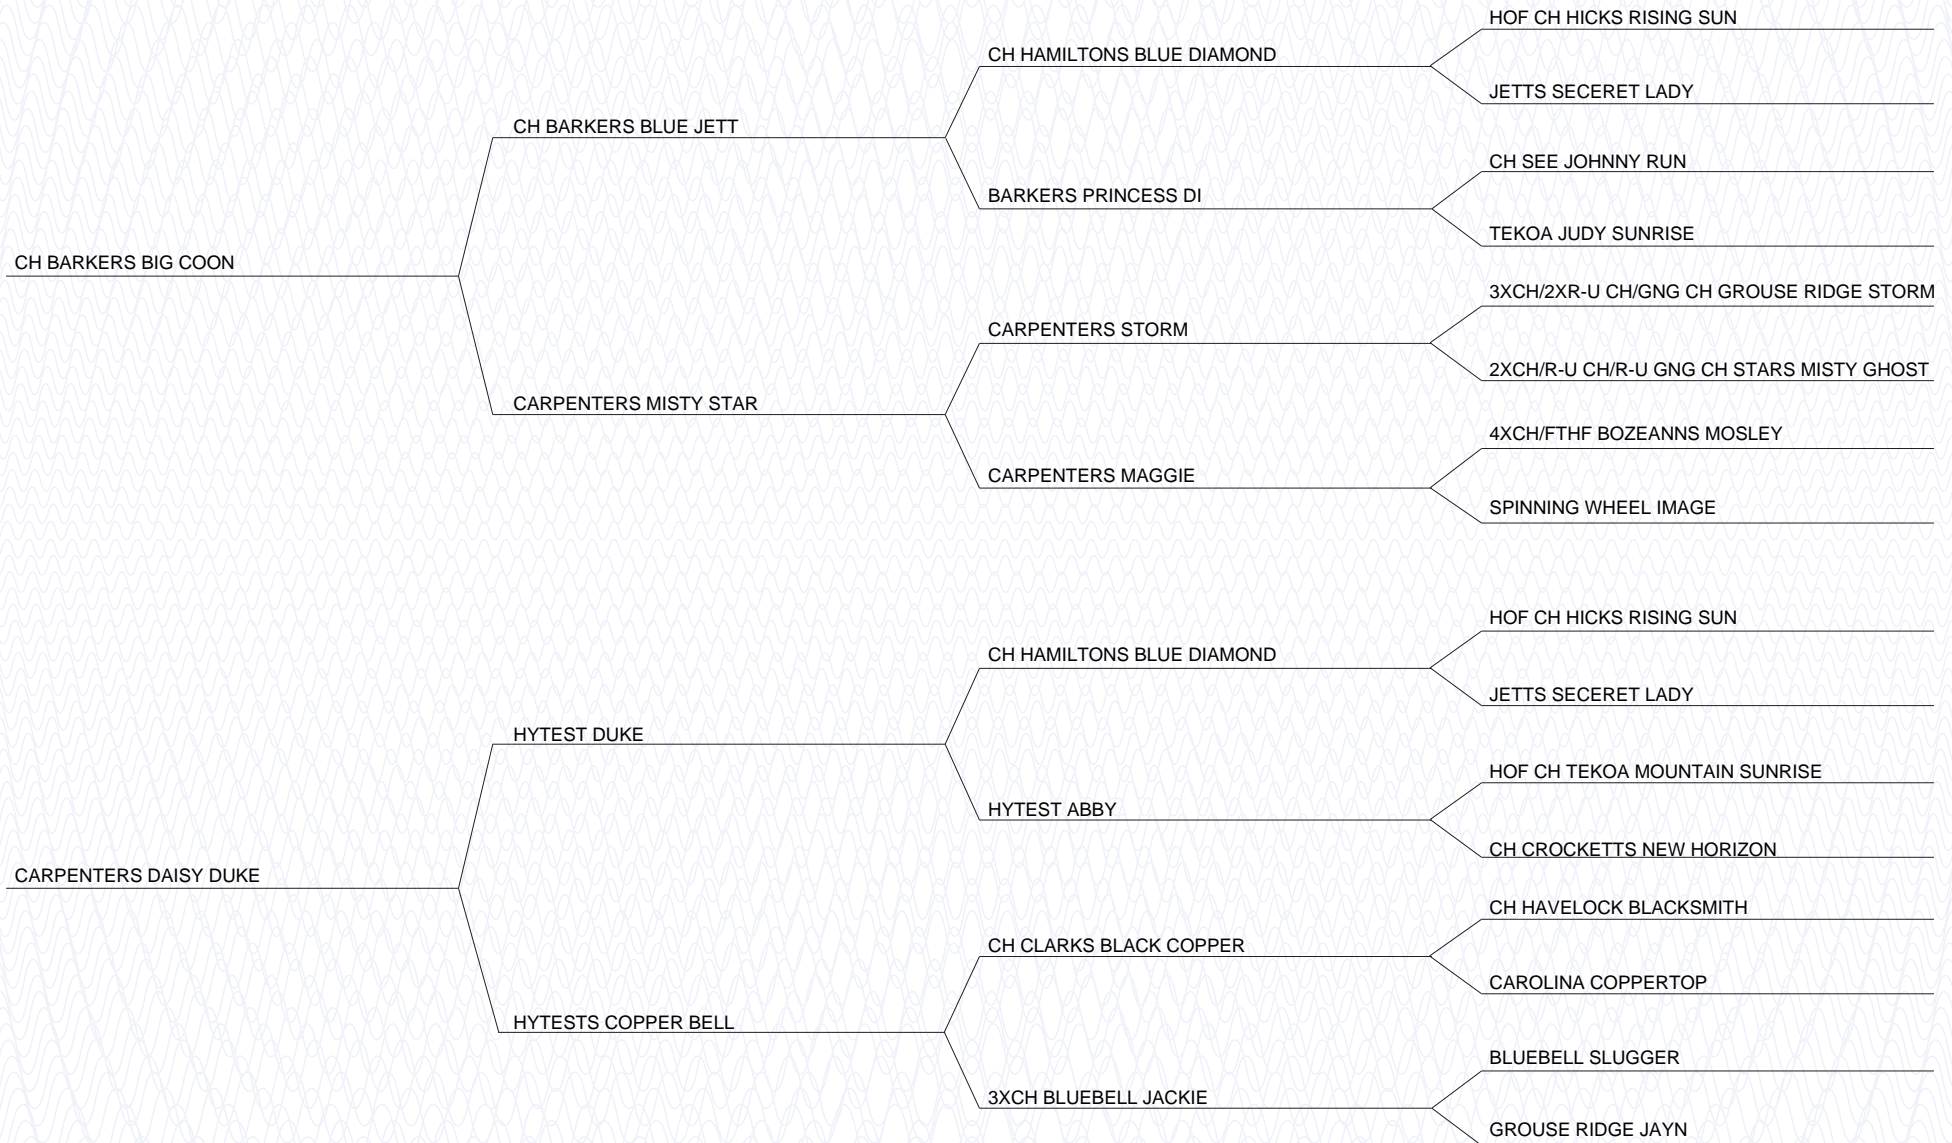 HOF CH HICKS RISING SUN
CH HAMILTONS BLUE DIAMOND
JETTS SECERET LADY
CH BARKERS BLUE JETT
CH SEE JOHNNY RUN
BARKERS PRINCESS DI
TEKOA JUDY SUNRISE
CH BARKERS BIG COON
3XCH/2XR-U CH/GNG CH GROUSE RIDGE STORM
CARPENTERS STORM
2XCH/R-U CH/R-U GNG CH STARS MISTY GHOST
CARPENTERS MISTY STAR
4XCH/FTHF BOZEANNS MOSLEY
CARPENTERS MAGGIE
SPINNING WHEEL IMAGE
HOF CH HICKS RISING SUN
CH HAMILTONS BLUE DIAMOND
JETTS SECERET LADY
HYTEST DUKE
HOF CH TEKOA MOUNTAIN SUNRISE
HYTEST ABBY
CH CROCKETTS NEW HORIZON
CARPENTERS DAISY DUKE
CH HAVELOCK BLACKSMITH
CH CLARKS BLACK COPPER
CAROLINA COPPERTOP
HYTESTS COPPER BELL
BLUEBELL SLUGGER
3XCH BLUEBELL JACKIE
GROUSE RIDGE JAYN